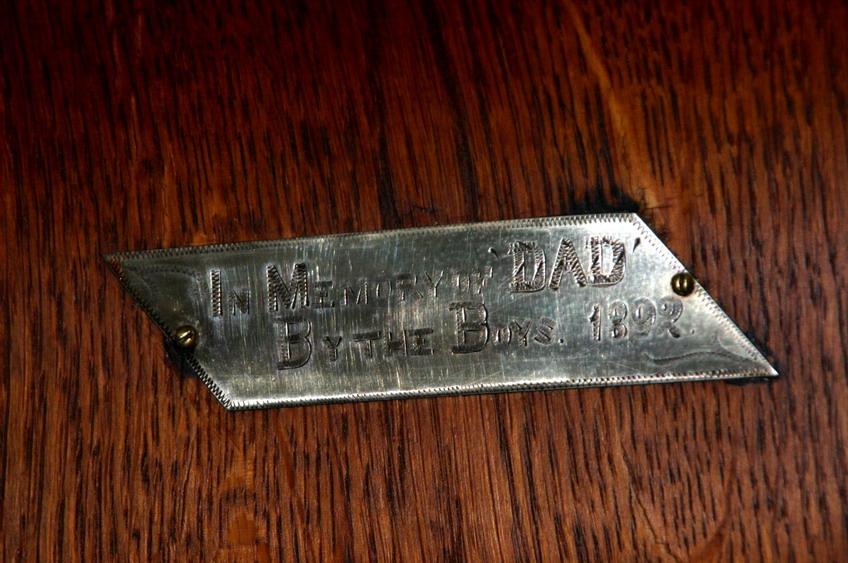 In Memory of 'DAD'
By the Boys. 1892.